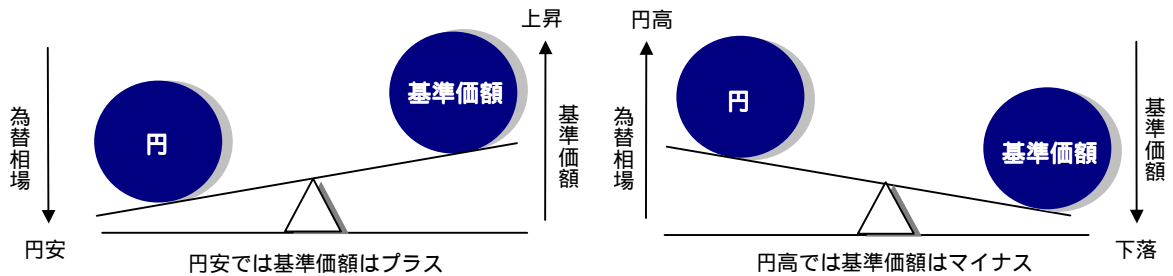 上昇
為替相場
円
基準価額
基準価額
円安
円安では基準価額はプラス
円高
為替相場
円
基準価額
基準価額
下落
円高では基準価額はマイナス